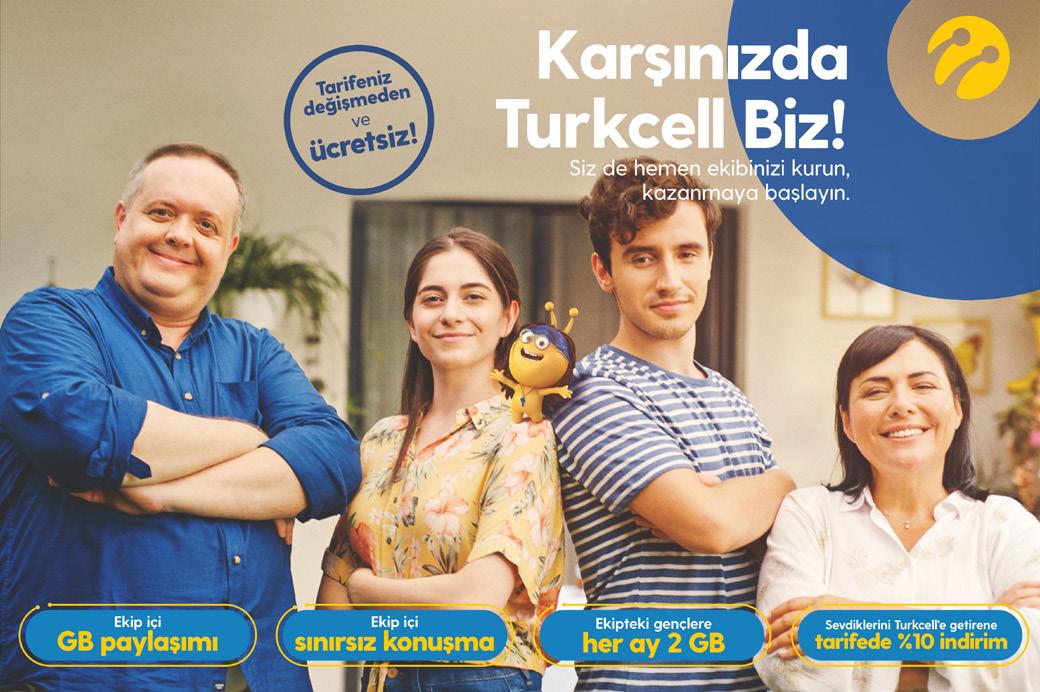 Tarifeniz
değişmeden
ve
ücretsiz!
Karşınızda
Turkcell Biz!
Siz de hemen ekibinizi kurun,
kazanmaya başlayın.
Ekip içi
GB paylaşımı
Ekip içi
sınırsız konuşma
Ekipteki gençlere
her ay 2 GB
Sevdiklerini Turkcell'e getirene
tarifede %10 indirim